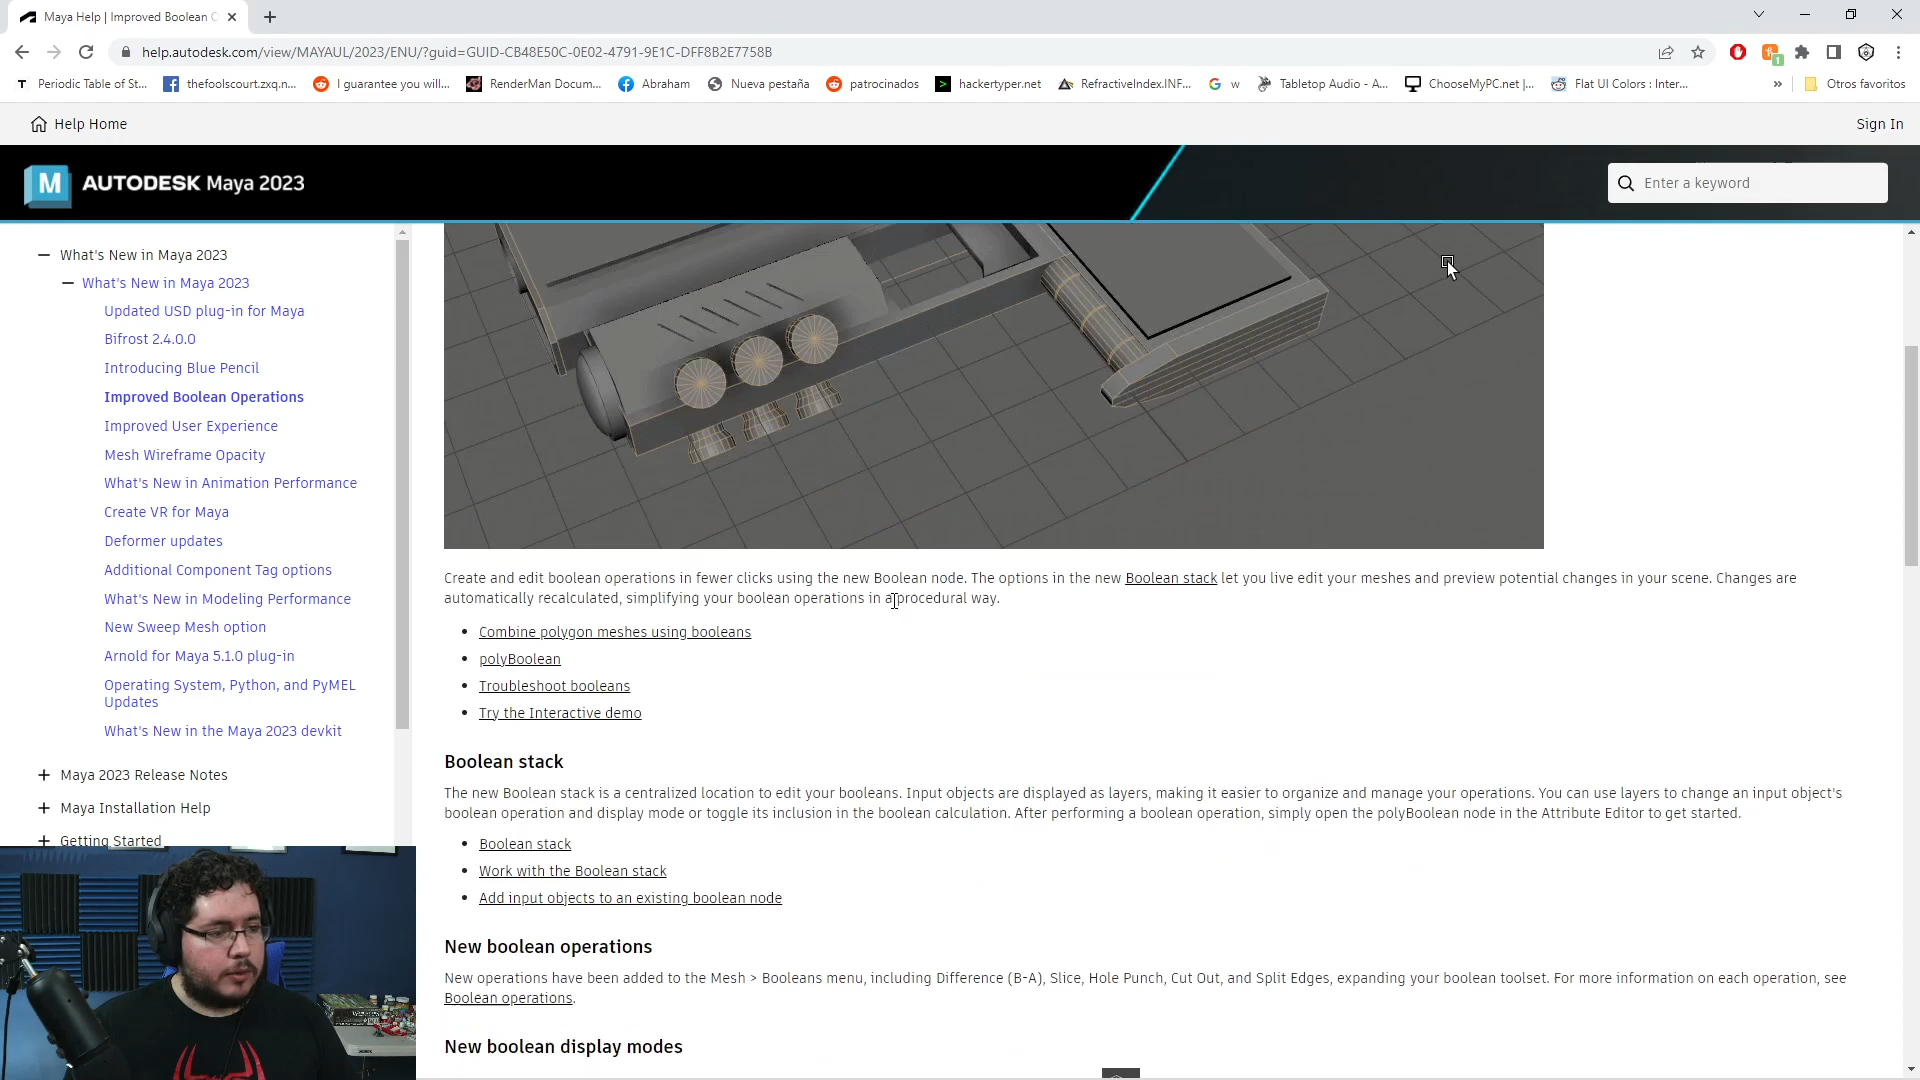 Maya Help | Improved Boolean O
help.autodesk.com/view/MAYAUL/2023/ENU/?guid=GUID-CB48E50C-0E02-4791-9E1C-DFF8B2E7758B
Periodic Table of St... thefoolscourt.zxq.n... I guarantee you will... RenderMan Docum... Abraham Nueva pestaña patrocinados hackertyper.net RefractiveIndex.INF... w Tabletop Audio - A... ChooseMyPC.net |... Flat UI Colors : Inter... » Otros favoritos
Help Home Sign In
M AUTODESK Maya 2023 Enter a keyword
What's New in Maya 2023
What's New in Maya 2023
Updated USD plug-in for Maya
Bifrost 2.4.0.0
Introducing Blue Pencil
Improved Boolean Operations
Improved User Experience
Mesh Wireframe Opacity
What's New in Animation Performance
Create VR for Maya
Deformer updates
Additional Component Tag options
What's New in Modeling Performance
New Sweep Mesh option
Arnold for Maya 5.1.0 plug-in
Operating System, Python, and PyMEL
Updates
What's New in the Maya 2023 devkit
Maya 2023 Release Notes
Maya Installation Help
Getting Started
Create and edit boolean operations in fewer clicks using the new Boolean node. The options in the new Boolean stack let you live edit your meshes and preview potential changes in your scene. Changes are
automatically recalculated, simplifying your boolean operations in a procedural way.
• Combine polygon meshes using booleans
• polyBoolean
• Troubleshoot booleans
• Try the Interactive demo
Boolean stack
The new Boolean stack is a centralized location to edit your booleans. Input objects are displayed as layers, making it easier to organize and manage your operations. You can use layers to change an input object's
boolean operation and display mode or toggle its inclusion in the boolean calculation. After performing a boolean operation, simply open the polyBoolean node in the Attribute Editor to get started.
• Boolean stack
• Work with the Boolean stack
• Add input objects to an existing boolean node
New boolean operations
New operations have been added to the Mesh > Booleans menu, including Difference (B-A), Slice, Hole Punch, Cut Out, and Split Edges, expanding your boolean toolset. For more information on each operation, see
Boolean operations.
New boolean display modes